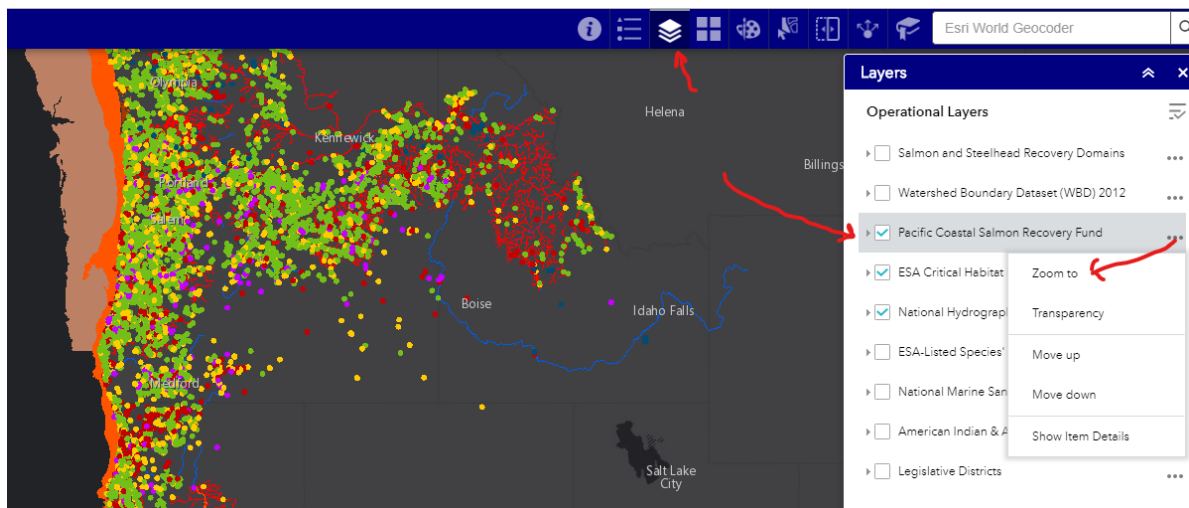 Esri World Geocoder
Layers
Operational Layers
Salmon and Steelhead Recovery Domains
Watershed Boundary Dataset (WBD) 2012
Pacific Coastal Salmon Recovery Fund
ESA Critical Habitat
National Hydrograp
ESA-Listed Species'
National Marine San
American Indian & A
Legislative Districts
Zoom to
Transparency
Move up
Move down
Show Item Details
Olympia
Helena
Kennewick
Billings
Portland
Salem
Boise
Idaho Falls
Medford
Salt Lake
City